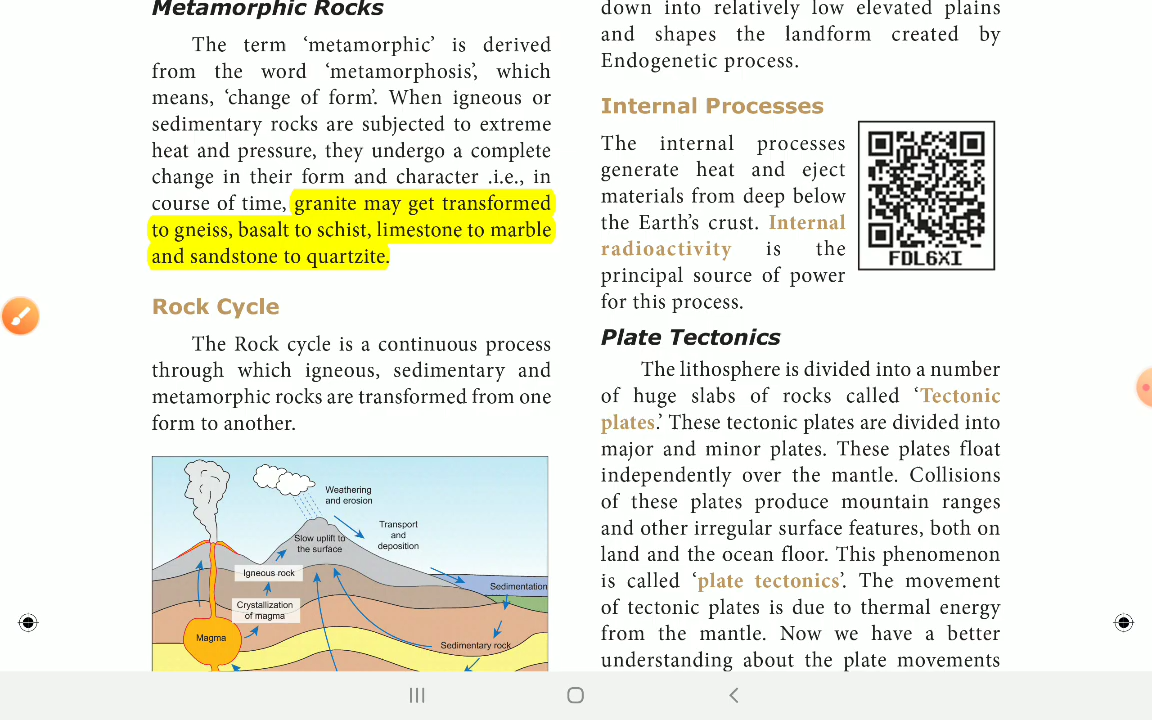 Metamorphic Rocks
The term ‘metamorphic’ is derived
from the word ‘metamorphosis’, which
means, ‘change of form’. When igneous or
sedimentary rocks are subjected to extreme
heat and pressure, they undergo a complete
change in their form and character .i.e., in
course of time, granite may get transformed
to gneiss, basalt to schist, limestone to marble
and sandstone to quartzite.
Rock Cycle
The Rock cycle is a continuous process
through which igneous, sedimentary and
metamorphic rocks are transformed from one
form to another.
Weathering
and erosion
Transport
and
deposition
Slow uplift to
the surface
Igneous rock
Sedimentation
Crystallization
of magma
Magma
Sedimentary rock
down into relatively low elevated plains
and shapes the landform created by
Endogenetic process.
Internal Processes
The internal processes
generate heat and eject
materials from deep below
the Earth’s crust. Internal
radioactivity is the
principal source of power
for this process.
FDL6XI
Plate Tectonics
The lithosphere is divided into a number
of huge slabs of rocks called ‘Tectonic
plates.’ These tectonic plates are divided into
major and minor plates. These plates float
independently over the mantle. Collisions
of these plates produce mountain ranges
and other irregular surface features, both on
land and the ocean floor. This phenomenon
is called ‘plate tectonics’. The movement
of tectonic plates is due to thermal energy
from the mantle. Now we have a better
understanding about the plate movements